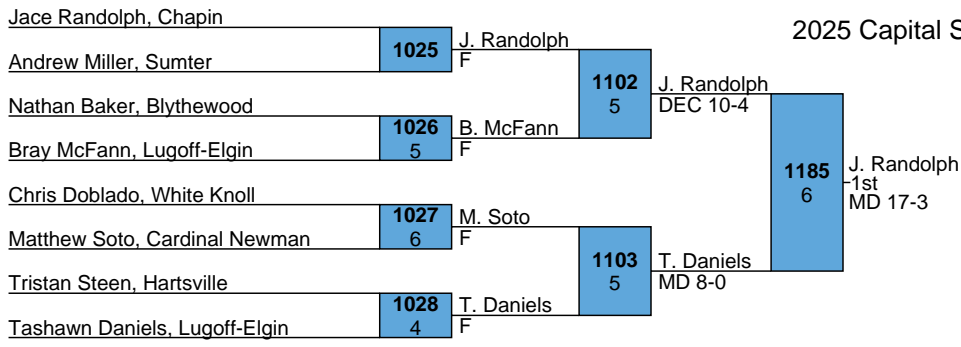 Jace Randolph, Chapin
2025 Capital S
1025
J. Randolph
F
Andrew Miller, Sumter
1102
5
J. Randolph
DEC 10-4
Nathan Baker, Blythewood
1026
5
B. McFann
F
Bray McFann, Lugoff-Elgin
1185
6
J. Randolph
1st
MD 17-3
Chris Doblado, White Knoll
1027
6
M. Soto
F
Matthew Soto, Cardinal Newman
1103
5
T. Daniels
MD 8-0
Tristan Steen, Hartsville
1028
4
T. Daniels
F
Tashawn Daniels, Lugoff-Elgin